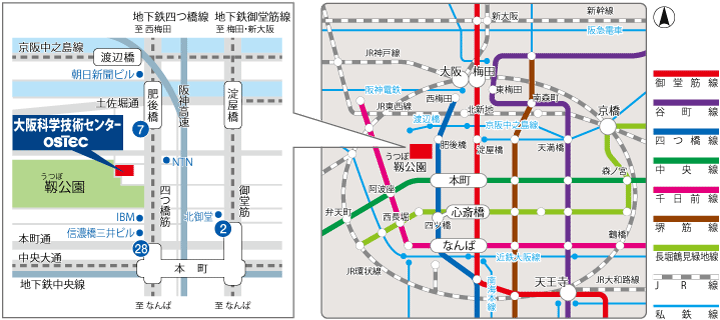 地下鉄四つ橋線
至 西梅田
地下鉄御堂筋線
至 梅田・新大阪
京阪中之島線
渡辺橋
朝日新聞ビル
土佐堀通
肥後橋
阪神高速
淀屋橋
7
大阪科学技術センター
OSTEC
NTN
うつぼ
靱公園
四つ橋筋
御堂筋
IBM
北御堂
2
信濃橋三井ビル
本町通
28
中央大通
本町
地下鉄中央線
至 なんば
至 なんば
新大阪
新幹線
阪急電車
JR神戸線
大阪
梅田
阪神電鉄
西梅田
東梅田
南森町
JR東西線
北新地
京橋
渡辺橋
京阪中之島線
肥後橋
淀屋橋
天満橋
うつぼ
靱公園
森ノ宮
阿波座
本町
弁天町
西長堀
心斎橋
四ツ橋
鶴橋
なんば
近鉄大阪線
JR環状線
南海本線
天王寺
JR大和路線
御堂筋線
谷町線
四つ橋線
中央線
千日前線
堺筋線
長堀鶴見緑地線
JR線
私鉄線